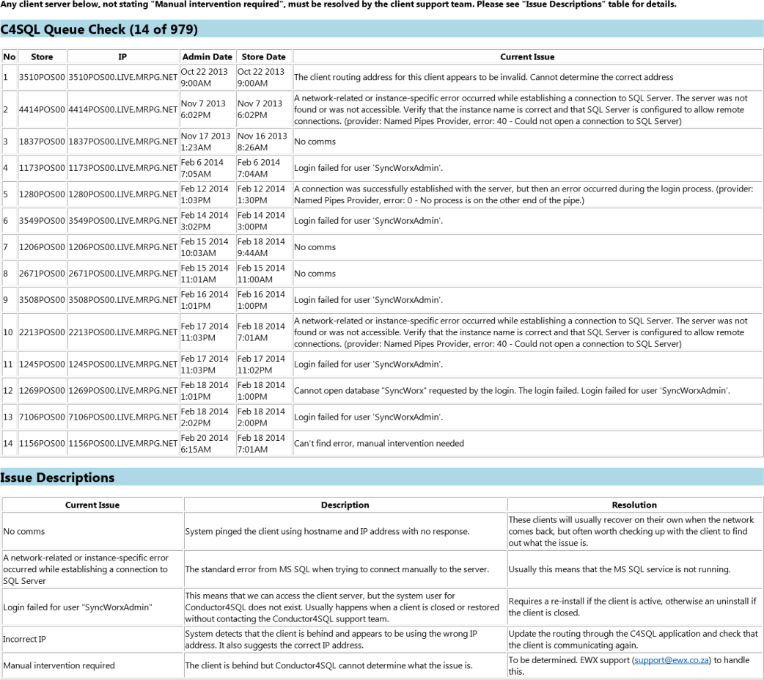 Any client server below, not stating "Manual intervention required", must be resolved by the client support team. Please see "Issue Descriptions" table for details.
C4SQL Queue Check (14 of 979)
No Store IP Admin Date Store Date Current Issue
1 3510POS00 3510POS00.LIVE.MRPG.NET Oct 22 2013 9:00AM Oct 22 2013 9:00AM The client routing address for this client appears to be invalid. Cannot determine the correct address
2 4414POS00 4414POS00.LIVE.MRPG.NET Nov 7 2013 6:02PM Nov 7 2013 6:02PM A network-related or instance-specific error occurred while establishing a connection to SQL Server. The server was not
found or was not accessible. Verify that the instance name is correct and that SQL Server is configured to allow remote
connections. (provider: Named Pipes Provider, error: 40 - Could not open a connection to SQL Server)
3 1837POS00 1837POS00.LIVE.MRPG.NET Nov 17 2013 1:23AM Nov 16 2013 8:26AM No comms
4 1173POS00 1173POS00.LIVE.MRPG.NET Feb 6 2014 7:05AM Feb 6 2014 7:04AM Login failed for user 'SyncWorxAdmin'.
5 1280POS00 1280POS00.LIVE.MRPG.NET Feb 12 2014 1:03PM Feb 12 2014 1:30PM A connection was successfully established with the server, but then an error occurred during the login process. (provider:
Named Pipes Provider, error: 0 - No process is on the other end of the pipe.)
6 3549POS00 3549POS00.LIVE.MRPG.NET Feb 14 2014 3:02PM Feb 14 2014 3:00PM Login failed for user 'SyncWorxAdmin'.
7 1206POS00 1206POS00.LIVE.MRPG.NET Feb 15 2014 10:03AM Feb 18 2014 9:44AM No comms
8 2671POS00 2671POS00.LIVE.MRPG.NET Feb 15 2014 11:01AM Feb 15 2014 11:00AM No comms
9 3508POS00 3508POS00.LIVE.MRPG.NET Feb 16 2014 1:01PM Feb 16 2014 1:00PM Login failed for user 'SyncWorxAdmin'.
10 2213POS00 2213POS00.LIVE.MRPG.NET Feb 17 2014 11:03PM Feb 18 2014 7:01AM A network-related or instance-specific error occurred while establishing a connection to SQL Server. The server was not
found or was not accessible. Verify that the instance name is correct and that SQL Server is configured to allow remote
connections. (provider: Named Pipes Provider, error: 40 - Could not open a connection to SQL Server)
11 1245POS00 1245POS00.LIVE.MRPG.NET Feb 17 2014 11:03PM Feb 17 2014 11:02PM Login failed for user 'SyncWorxAdmin'.
12 1269POS00 1269POS00.LIVE.MRPG.NET Feb 18 2014 1:01PM Feb 18 2014 1:00PM Cannot open database "SyncWorx" requested by the login. The login failed. Login failed for user 'SyncWorxAdmin'.
13 7106POS00 7106POS00.LIVE.MRPG.NET Feb 18 2014 2:02PM Feb 18 2014 2:00PM Login failed for user 'SyncWorxAdmin'.
14 1156POS00 1156POS00.LIVE.MRPG.NET Feb 20 2014 6:15AM Feb 18 2014 7:01AM Can't find error, manual intervention needed
Issue Descriptions
Current Issue Description Resolution
No comms
System pinged the client using hostname and IP address with no response.
These clients will usually recover on their own when the network
comes back, but often worth checking up with the client to find
out what the issue is.
A network-related or instance-specific error
occurred while establishing a connection to
SQL Server
The standard error from MS SQL when trying to connect manually to the server.
Usually this means that the MS SQL service is not running.
Login failed for user "SyncWorxAdmin"
This means that we can access the client server, but the system user for
Conductor4SQL does not exist. Usually happens when a client is closed or restored
without contacting the Conductor4SQL support team.
Requires a re-install if the client is active, otherwise an uninstall if
the client is closed.
Incorrect IP
System detects that the client is behind and appears to be using the wrong IP
address. It also suggests the correct IP address.
Update the routing through the C4SQL application and check that
the client is communicating again.
Manual intervention required
The client is behind but Conductor4SQL cannot determine what the issue is.
To be determined. EWX support (support@ewx.co.za) to handle
this.